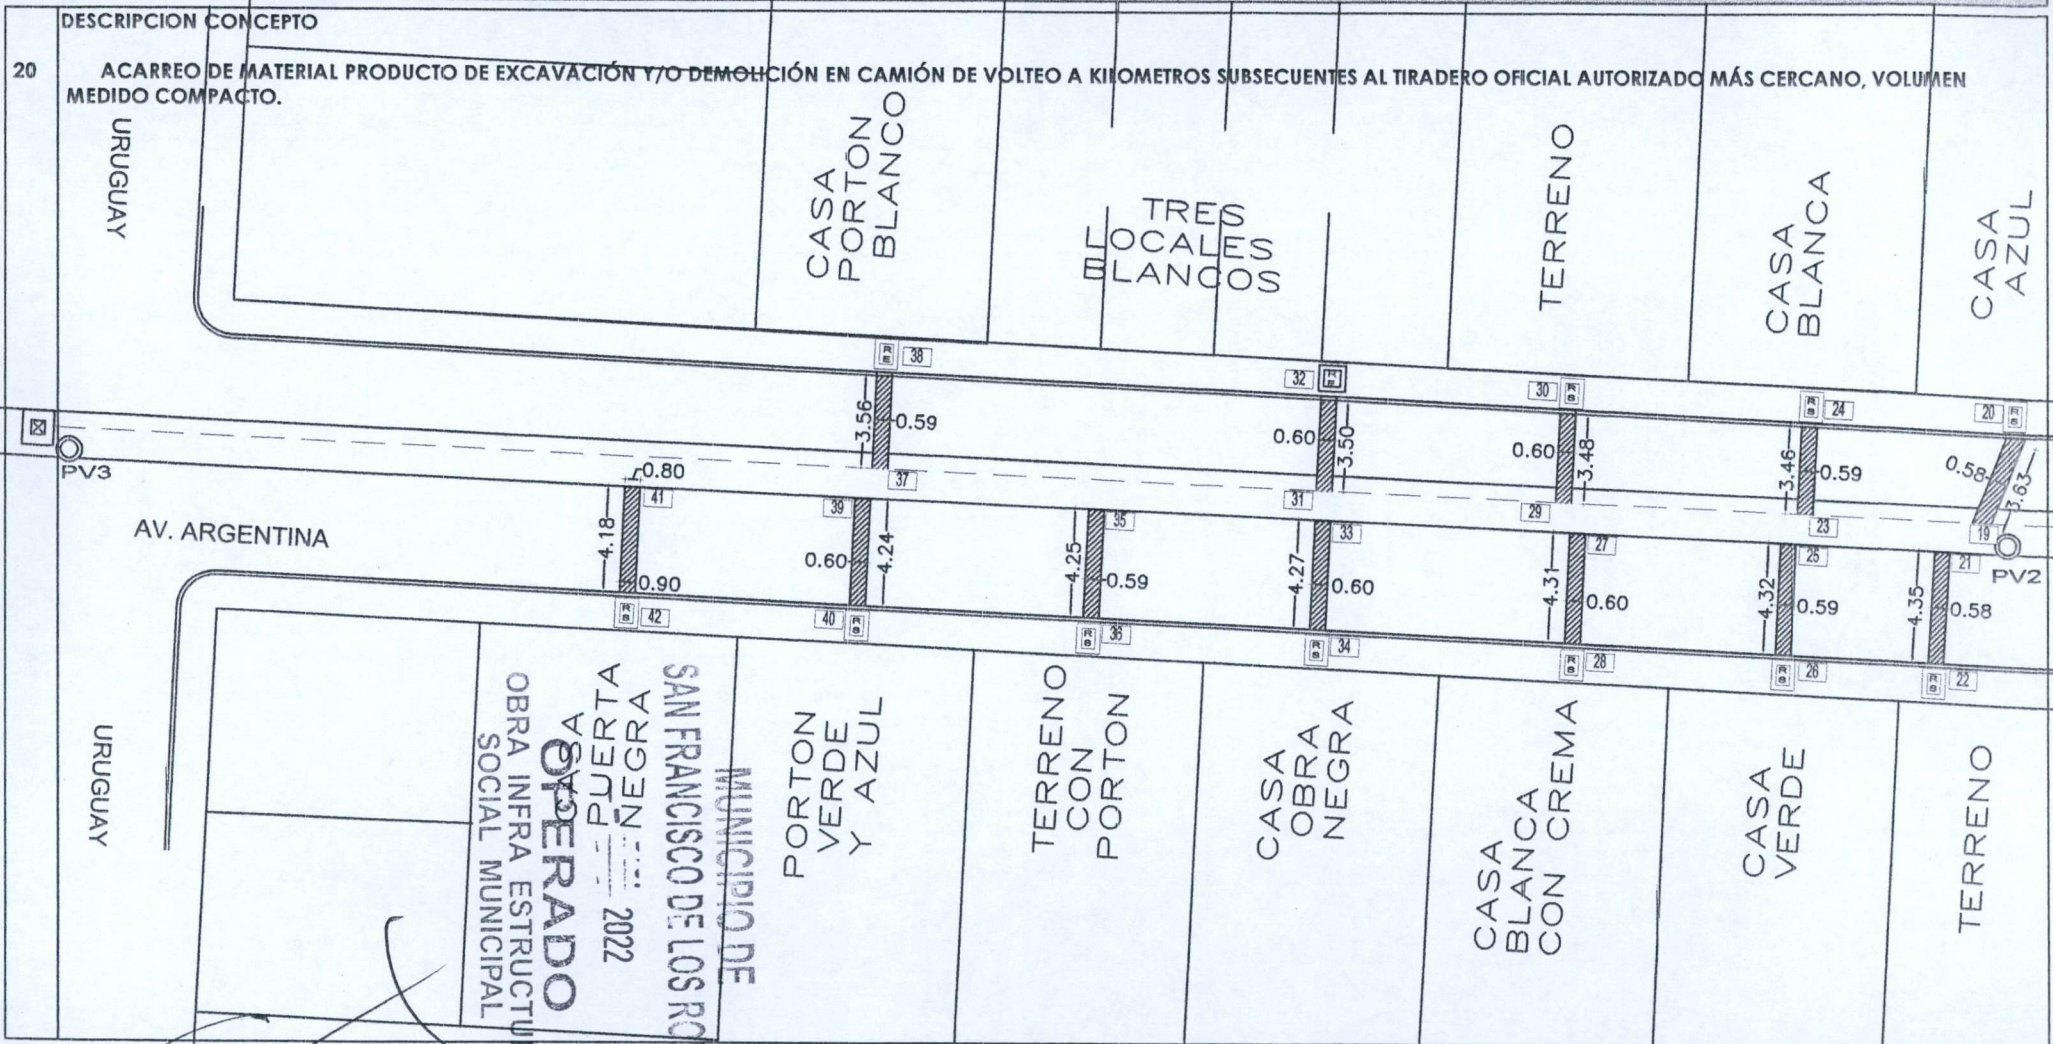 DESCRIPCION CONCEPTO
20 ACARREO DE MATERIAL PRODUCTO DE EXCAVACIÓN Y/O DEMOLICIÓN EN CAMIÓN DE VOLTEO A KILOMETROS SUBSECUENTES AL TIRADERO OFICIAL AUTORIZADO MÁS CERCANO, VOLUMEN
MEDIDO COMPACTO.
URUGUAY
CASA
PORTÓN
BLANCO
TRES
LOCALES
BLANCOS
TERRENO
CASA
BLANCA
CASA
AZUL
38
32
30
24
20
3.56
0.59
0.60
3.50
0.60
3.48
3.46
0.59
0.58
3.63
PV3
37
31
29
23
19
PV2
AV. ARGENTINA
0.80
41
39
35
33
27
25
21
4.18
0.90
0.60
4.24
4.25
0.59
4.27
0.60
4.31
0.60
4.32
0.59
4.35
0.58
42
40
36
34
28
26
22
URUGUAY
CASA
PUERTA
NEGRA
PORTON
VERDE
Y AZUL
TERRENO
CON
PORTON
CASA
OBRA
NEGRA
CASA
BLANCA
CON CREMA
CASA
VERDE
TERRENO
MUNICIPIO DE
SAN FRANCISCO DE LOS RO
2022
OPERADO
OBRA INFRA ESTRUCTU
SOCIAL MUNICIPAL